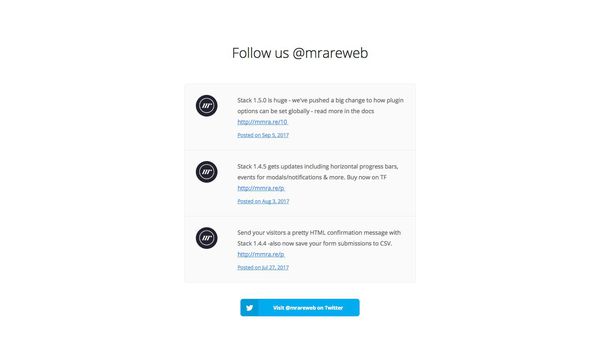 Follow us @mrareweb
Stack 1.5.0 is huge - we've pushed a big change to how plugin
options can be set globally - read more in the docs
http://mmra.re/10
Posted on Sep 5, 2017
Stack 1.4.5 gets updates including horizontal progress bars,
events for modals/notifications & more. Buy now on TF
http://mmra.re/p
Posted on Aug 3, 2017
Send your visitors a pretty HTML confirmation message with
Stack 1.4.4 -also now save your form submissions to CSV.
http://mmra.re/p
Posted on Jul 27, 2017
Visit @mrareweb on Twitter